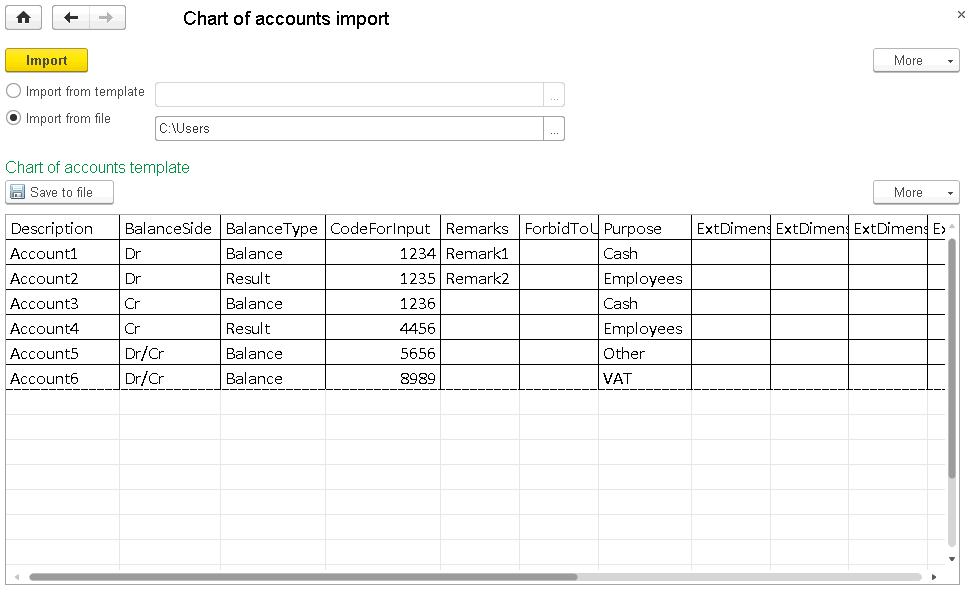 Chart of accounts import
Import
More
Import from template
...
Import from file
C:\Users
...
Chart of accounts template
Save to file
More
Description BalanceSide BalanceType CodeForInput Remarks ForbidToU Purpose ExtDimens ExtDimens ExtDimens Ex
Account1 Dr Balance 1234 Remark1 Cash
Account2 Dr Result 1235 Remark2 Employees
Account3 Cr Balance 1236 Cash
Account4 Cr Result 4456 Employees
Account5 Dr/Cr Balance 5656 Other
Account6 Dr/Cr Balance 8989 VAT